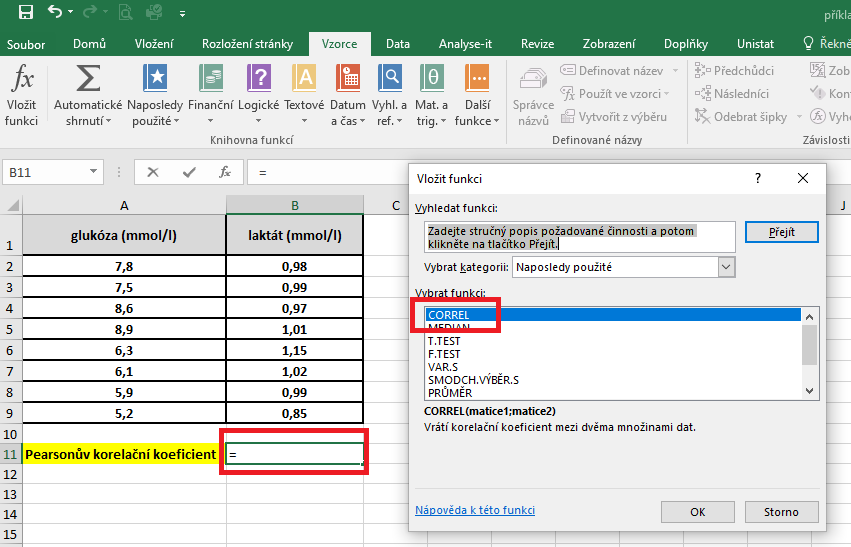 příkla
Soubor Domů Vložení Rozložení stránky Vzorce Data Analyse-it Revize Zobrazení Doplňky Unistat Řekně
fx Vložit funkci
Σ Automatické shrnutí
Naposledy použité
Finanční
Logické
Textové
Datum a čas
Vyhl. a ref.
θ Mat. a trig.
Další funkce
Správce názvů
Definovat název
Použít ve vzorci
Vytvořit z výběru
Předchůdci
Následníci
Odebrat šipky
Zob
Kon
Vyh
Knihovna funkcí Definované názvy Závislosti
B11 fx =
A B C J
1 glukóza (mmol/l) laktát (mmol/l)
2 7,8 0,98
3 7,5 0,99
4 8,6 0,97
5 8,9 1,01
6 6,3 1,15
7 6,1 1,02
8 5,9 0,99
9 5,2 0,85
10
11 Pearsonův korelační koeficient =
12
13
14
15
Vložit funkci ?
Vyhledat funkci:
Zadejte stručný popis požadované činnosti a potom
klikněte na tlačítko Přejít.
Přejít
Vybrat kategorii: Naposledy použité
Vybrat funkci:
CORREL
MEDIAN
T.TEST
F.TEST
VAR.S
SMODCH.VÝBĚR.S
PRŮMĚR
CORREL(matice1;matice2)
Vrátí korelační koeficient mezi dvěma množinami dat.
Nápověda k této funkci
OK Storno